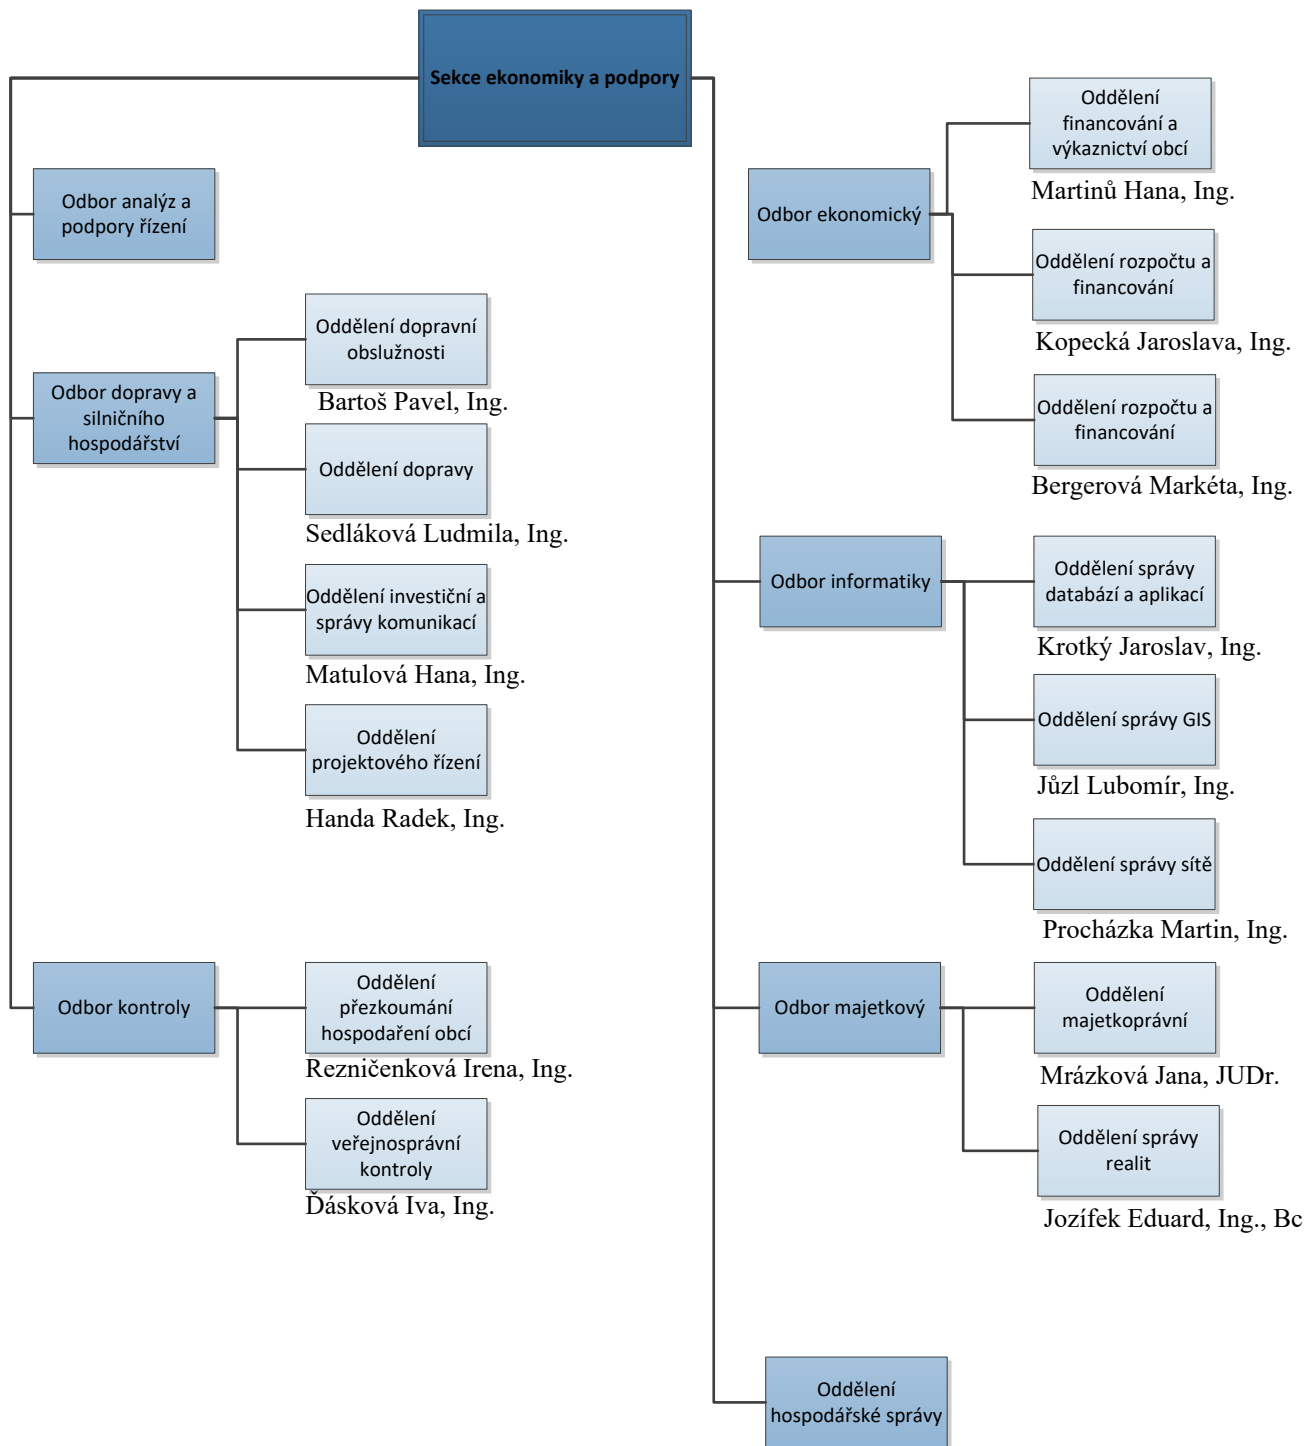 Sekce ekonomiky a podpory
Odbor analýz a
podpory řízení
Odbor dopravy a
silničního
hospodářství
Oddělení dopravní
obslužnosti
Bartoš Pavel, Ing.
Oddělení dopravy
Sedláková Ludmila, Ing.
Oddělení investiční a
správy komunikací
Matulová Hana, Ing.
Oddělení
projektového řízení
Handa Radek, Ing.
Odbor kontroly
Oddělení
přezkoumání
hospodaření obcí
Rezničenková Irena, Ing.
Oddělení
veřejnosprávní
kontroly
Ďásková Iva, Ing.
Odbor ekonomický
Oddělení
financování a
výkaznictví obcí
Martinů Hana, Ing.
Oddělení rozpočtu a
financování
Kopecká Jaroslava, Ing.
Oddělení rozpočtu a
financování
Bergerová Markéta, Ing.
Odbor informatiky
Oddělení správy
databází a aplikací
Krotký Jaroslav, Ing.
Oddělení správy GIS
Jůzl Lubomír, Ing.
Oddělení správy sítě
Procházka Martin, Ing.
Odbor majetkový
Oddělení
majetkoprávní
Mrázková Jana, JUDr.
Oddělení správy
realit
Jozífek Eduard, Ing., Bc
Oddělení
hospodářské správy